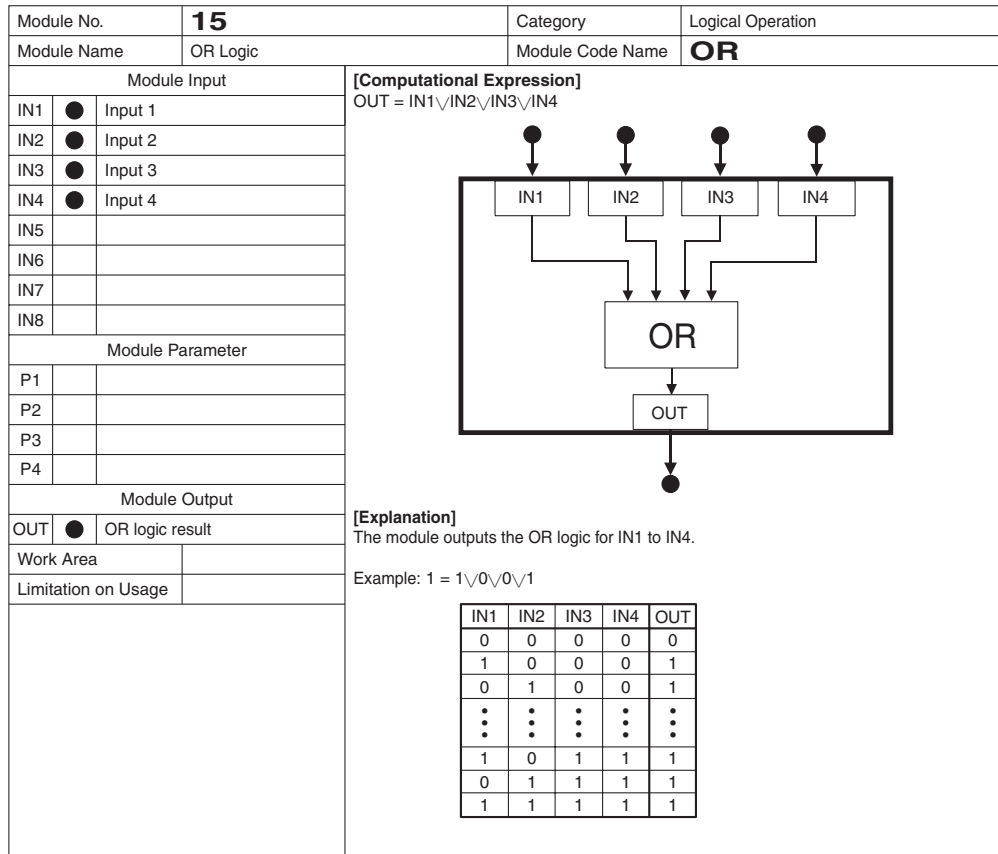 Module No. 15 Category Logical Operation
Module Name OR Logic Module Code Name OR
Module Input
IN1 ● Input 1
IN2 ● Input 2
IN3 ● Input 3
IN4 ● Input 4
IN5
IN6
IN7
IN8
Module Parameter
P1
P2
P3
P4
Module Output
OUT ● OR logic result
Work Area
Limitation on Usage
[Computational Expression]
OUT = IN1∨IN2∨IN3∨IN4
IN1 IN2 IN3 IN4
OR
OUT
[Explanation]
The module outputs the OR logic for IN1 to IN4.
Example: 1 = 1∨0∨0∨1
IN1 IN2 IN3 IN4 OUT
0 0 0 0 0
1 0 0 0 1
0 1 0 0 1
⋮ ⋮ ⋮ ⋮ ⋮
1 0 1 1 1
0 1 1 1 1
1 1 1 1 1